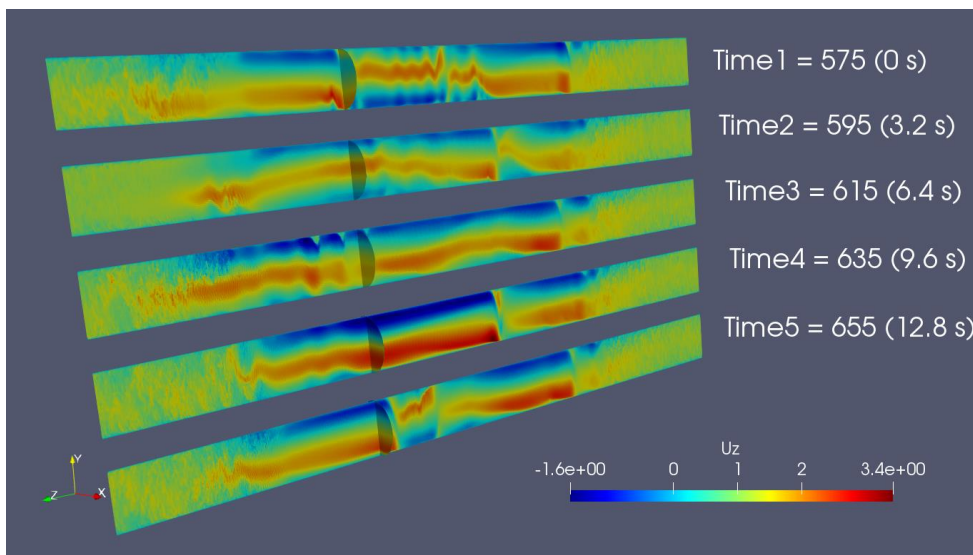 Time1 = 575 (0 s)
Time2 = 595 (3.2 s)
Time3 = 615 (6.4 s)
Time4 = 635 (9.6 s)
Time5 = 655 (12.8 s)
Uz
-1.6e+00 0 1 2 3.4e+00
Y
Z X